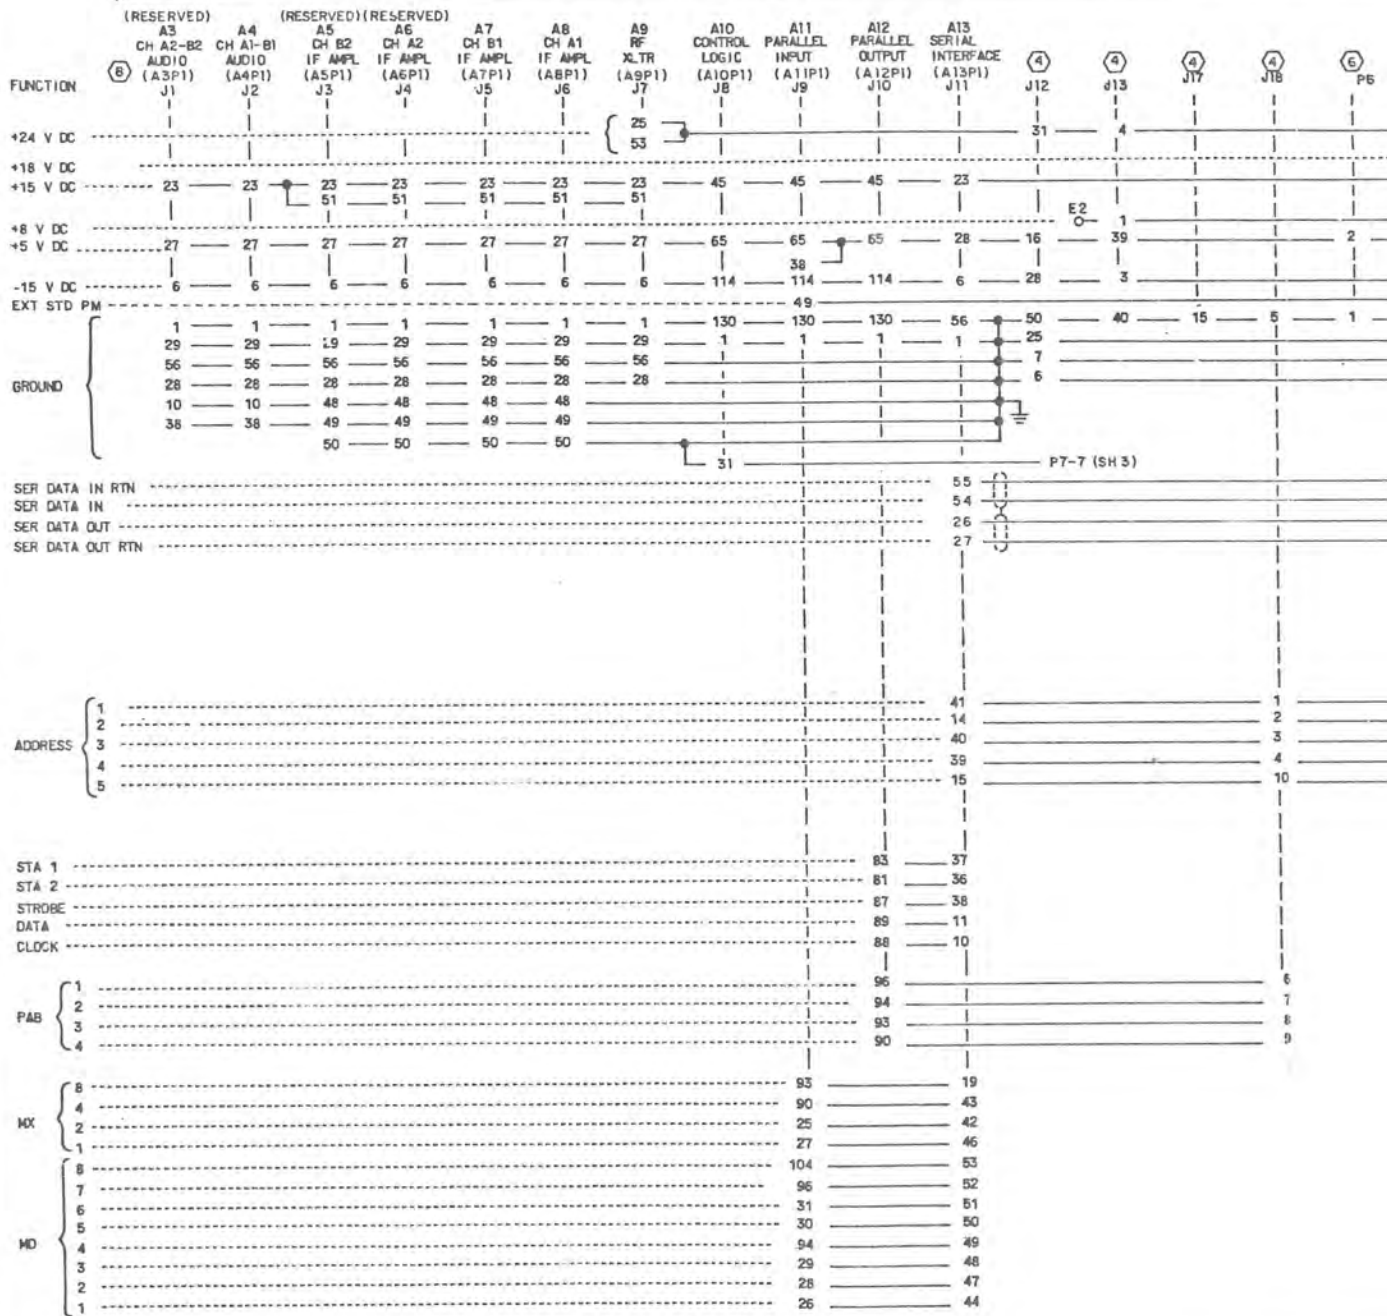 (RESERVED) (RESERVED) (RESERVED)
A3 A4 A5 A6 A7 A8 A9 A10 A11 A12 A13
CH A2-B2 CH A1-B1 CH B2 CH A2 CH B1 CH A1 RF CONTROL PARALLEL PARALLEL SERIAL
AUDIO AUDIO IF AMPL IF AMPL IF AMPL IF AMPL XLTR LOGIC INPUT OUTPUT INTERFACE 4 4 4 4 6
8 (A3P1) (A4P1) (A5P1) (A6P1) (A7P1) (A8P1) (A9P1) (A10P1) (A11P1) (A12P1) (A13P1)
FUNCTION J1 J2 J3 J4 J5 J6 J7 J8 J9 J10 J11 J12 J13 J17 J18 P6
25
+24 V DC 31 4
53
+18 V DC
+15 V DC 23 23 23 23 23 23 23 45 45 45 23
51 51 51 51 51
E2
+8 V DC 1
+5 V DC 27 27 27 27 27 27 27 65 65 65 28 16 39 2
38
-15 V DC 6 6 6 6 6 6 6 114 114 114 6 28 3
EXT STD PM 49
1 1 1 1 1 1 1 130 130 130 56 50 40 15 5 1
29 29 29 29 29 29 29 1 1 1 1 25
56 56 56 56 56 56 56 7
GROUND 28 28 28 28 28 28 28 6
10 10 48 48 48 48
38 38 49 49 49 49
50 50 50 50
31 P7-7 (SH 3)
SER DATA IN RTN 55
SER DATA IN 54
SER DATA OUT 26
SER DATA OUT RTN 27
1 41 1
2 14 2
ADDRESS 3 40 3
4 39 4
5 15 10
STA 1 83 37
STA 2 81 36
STROBE 87 38
DATA 89 11
CLOCK 88 10
1 96 6
PAB 2 94 7
3 93 8
4 90 9
8 93 19
4 90 43
MX 2 25 42
1 27 46
8 104 53
7 96 52
6 31 51
5 30 50
MD 4 94 49
3 29 48
2 28 47
1 26 44